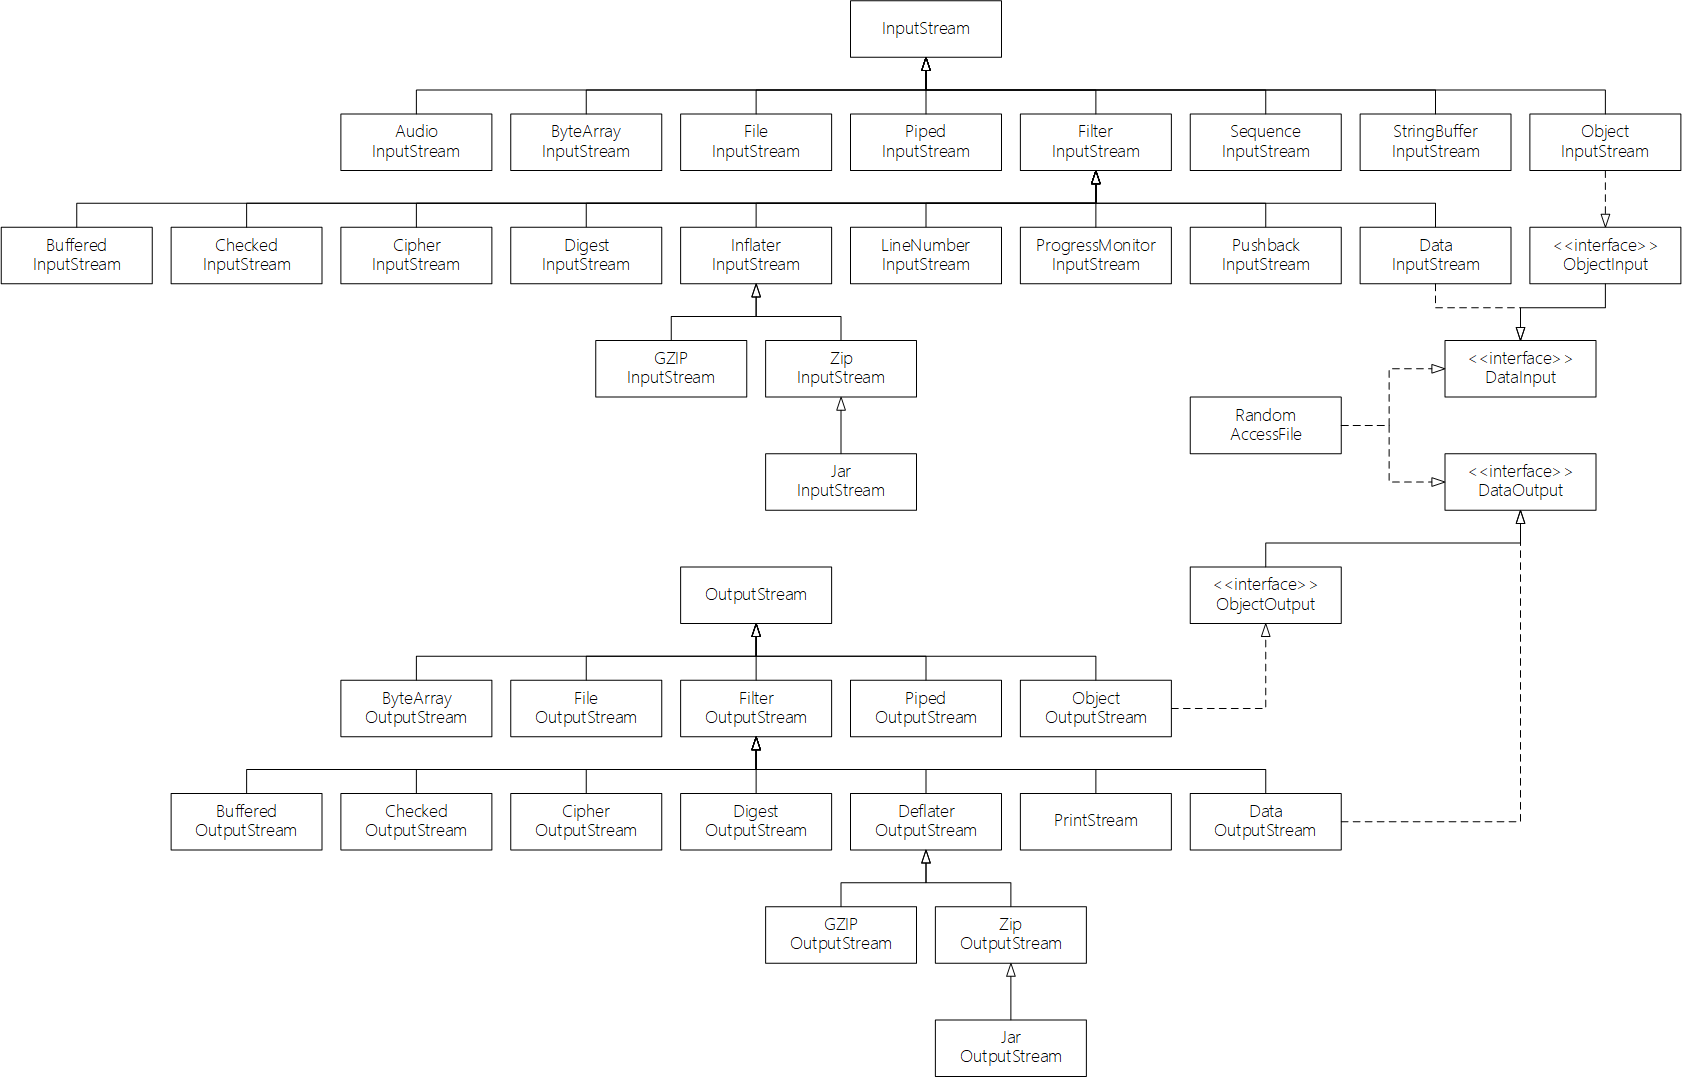 InputStream
Audio
InputStream
ByteArray
InputStream
File
InputStream
Piped
InputStream
Filter
InputStream
Sequence
InputStream
StringBuffer
InputStream
Object
InputStream
Buffered
InputStream
Checked
InputStream
Cipher
InputStream
Digest
InputStream
Inflater
InputStream
LineNumber
InputStream
ProgressMonitor
InputStream
Pushback
InputStream
Data
InputStream
<<interface>>
ObjectInput
GZIP
InputStream
Zip
InputStream
<<interface>>
DataInput
Random
AccessFile
Jar
InputStream
<<interface>>
DataOutput
OutputStream
<<interface>>
ObjectOutput
ByteArray
OutputStream
File
OutputStream
Filter
OutputStream
Piped
OutputStream
Object
OutputStream
Buffered
OutputStream
Checked
OutputStream
Cipher
OutputStream
Digest
OutputStream
Deflater
OutputStream
PrintStream
Data
OutputStream
GZIP
OutputStream
Zip
OutputStream
Jar
OutputStream